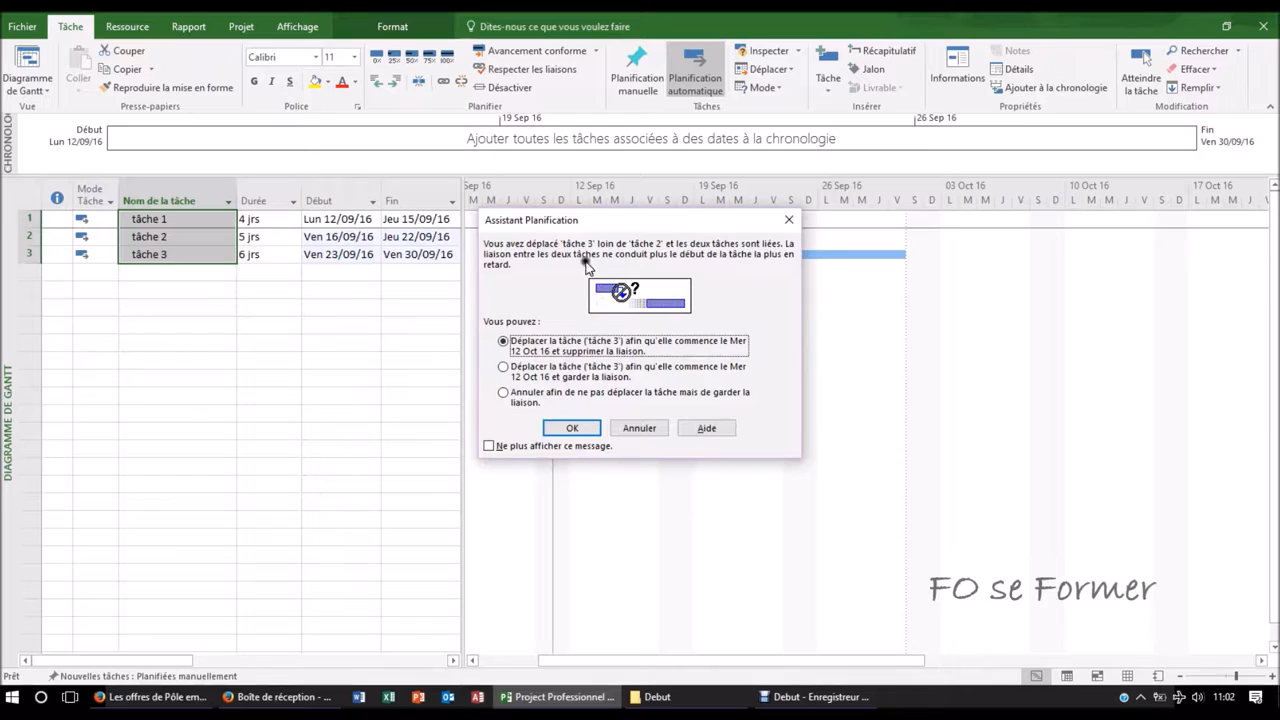 Fichier Tâche Ressource Rapport Projet Affichage Format Dites-nous ce que vous voulez faire
Diagramme de Gantt
Vue
Coller
Couper
Copier
Reproduire la mise en forme
Presse-papiers
Calibri 11
G I S
A
Police
0% 25% 50% 75% 100%
Avancement conforme
Respecter les liaisons
Désactiver
Planifier
Planification manuelle
Planification automatique
Inspecter
Déplacer
Mode
Tâches
Tâche
Récapitulatif
Jalon
Livrable
Insérer
Informations
Notes
Détails
Ajouter à la chronologie
Propriétés
Atteindre la tâche
Rechercher
Effacer
Remplir
Modification
19 Sep 16 26 Sep 16
Début
Lun 12/09/16
Ajouter toutes les tâches associées à des dates à la chronologie
Fin
Ven 30/09/16
DIAGRAMME DE GANTT
Mode Tâche Nom de la tâche Durée Début Fin
1 tâche 1 4 jrs Lun 12/09/16 Jeu 15/09/16
2 tâche 2 5 jrs Ven 16/09/16 Jeu 22/09/16
3 tâche 3 6 jrs Ven 23/09/16 Ven 30/09/16
Sep 16 12 Sep 16 19 Sep 16 26 Sep 16 03 Oct 16 10 Oct 16 17 Oct 16
Assistant Planification
Vous avez déplacé 'tâche 3' loin de 'tâche 2' et les deux tâches sont liées. La
liaison entre les deux tâches ne conduit plus le début de la tâche la plus en
retard.
?
Vous pouvez :
Déplacer la tâche ('tâche 3') afin qu'elle commence le Mer
12 Oct 16 et supprimer la liaison.
Déplacer la tâche ('tâche 3') afin qu'elle commence le Mer
12 Oct 16 et garder la liaison.
Annuler afin de ne pas déplacer la tâche mais de garder la
liaison.
OK Annuler Aide
Ne plus afficher ce message.
FO se Former
Prêt Nouvelles tâches : Planifiées manuellement
Les offres de Pôle em... Boîte de réception - ... Project Professionnel ... Debut Debut - Enregistreur ... 11:02